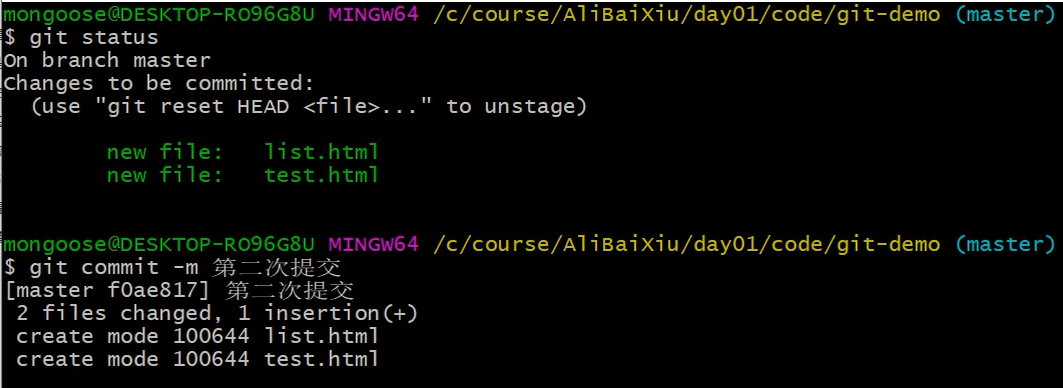 mongoose@DESKTOP-RO96G8U MINGW64 /c/course/AliBaiXiu/day01/code/git-demo (master)
$ git status
On branch master
Changes to be committed:
  (use "git reset HEAD <file>..." to unstage)
        new file:   list.html
        new file:   test.html
mongoose@DESKTOP-RO96G8U MINGW64 /c/course/AliBaiXiu/day01/code/git-demo (master)
$ git commit -m 第二次提交
[master f0ae817] 第二次提交
 2 files changed, 1 insertion(+)
 create mode 100644 list.html
 create mode 100644 test.html